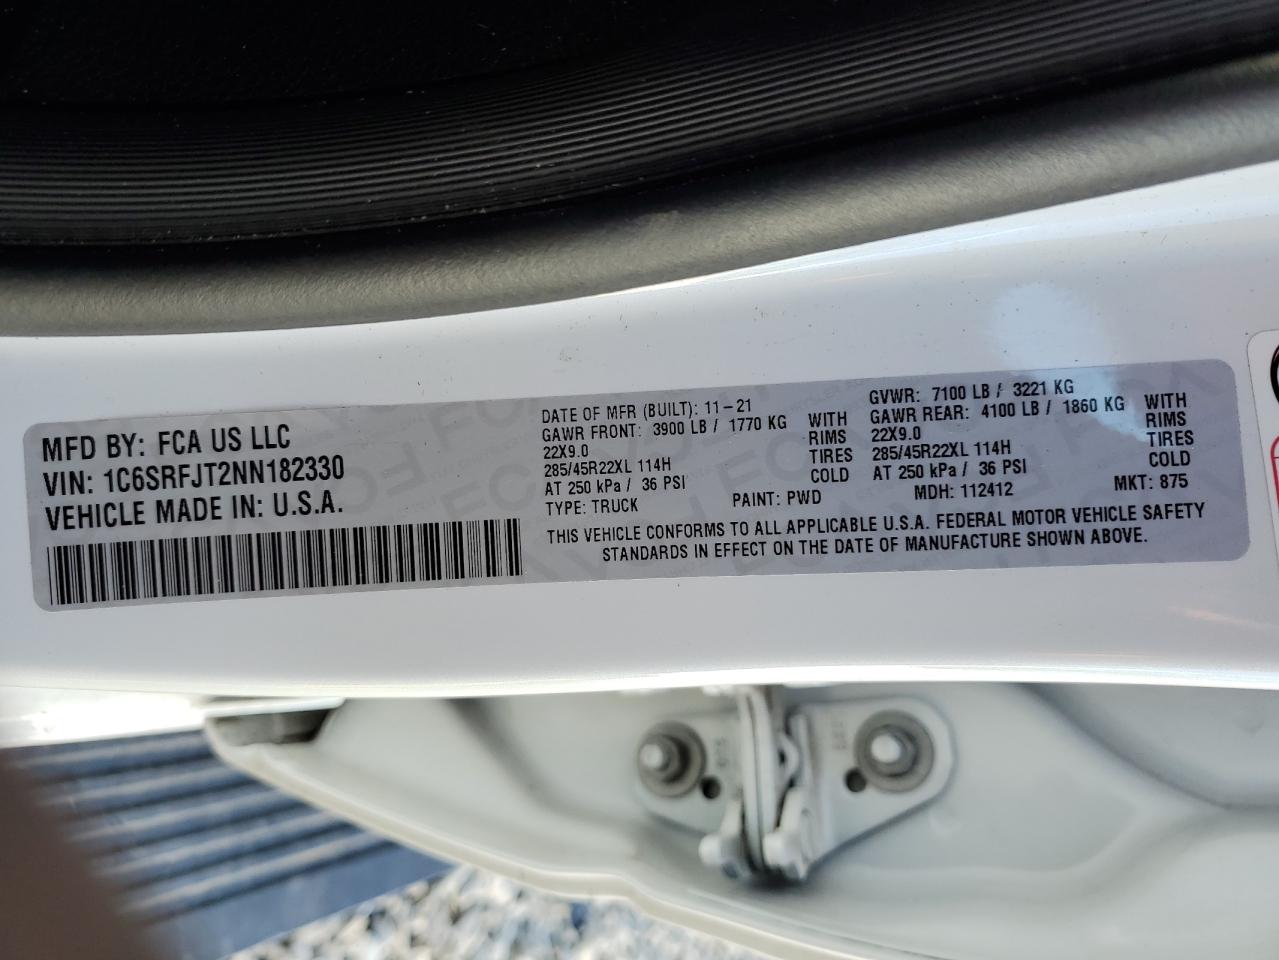 MFD BY: FCA US LLC
VIN: 1C6SRFJT2NN182330
VEHICLE MADE IN: U.S.A.
DATE OF MFR (BUILT): 11-21
GAWR FRONT: 3900 LB / 1770 KG WITH
22X9.0 RIMS
285/45R22XL 114H TIRES
AT 250 kPa / 36 PSI COLD
TYPE: TRUCK PAINT: PWD
GVWR: 7100 LB / 3221 KG
GAWR REAR: 4100 LB / 1860 KG WITH
22X9.0 RIMS
285/45R22XL 114H TIRES
AT 250 kPa / 36 PSI COLD
MDH: 112412 MKT: 875
THIS VEHICLE CONFORMS TO ALL APPLICABLE U.S.A. FEDERAL MOTOR VEHICLE SAFETY
STANDARDS IN EFFECT ON THE DATE OF MANUFACTURE SHOWN ABOVE.